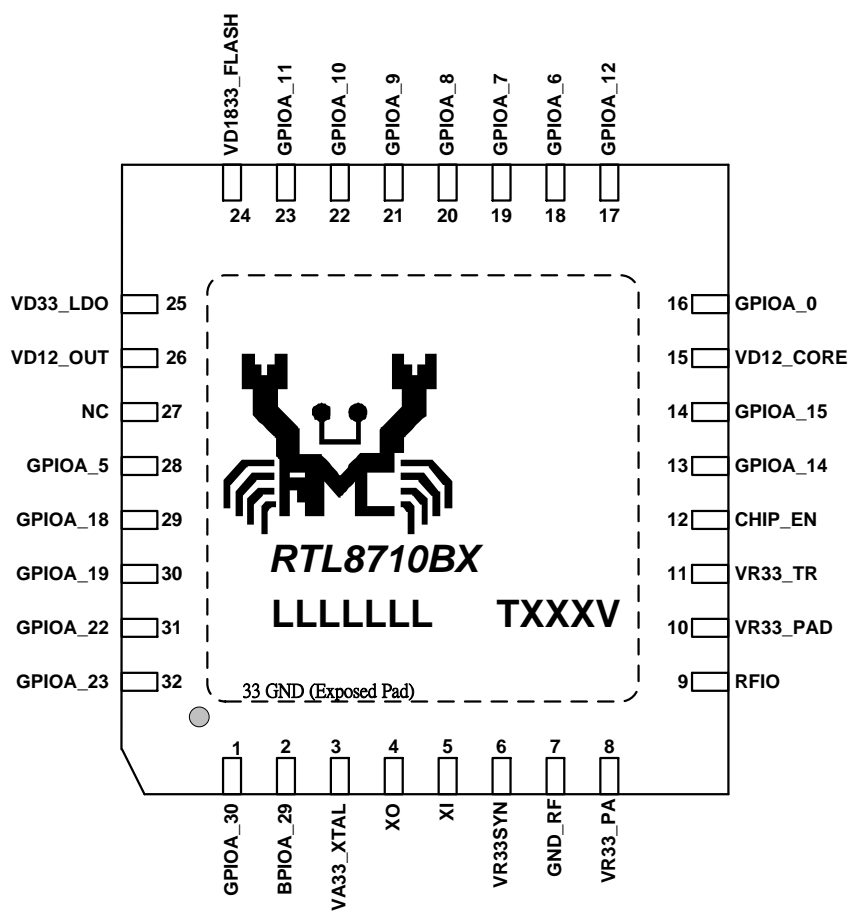 VD1833_FLASH
GPIOA_11
GPIOA_10
GPIOA_9
GPIOA_8
GPIOA_7
GPIOA_6
GPIOA_12
24 23 22 21 20 19 18 17
VD33_LDO 25
VD12_OUT 26
NC 27
GPIOA_5 28
GPIOA_18 29
GPIOA_19 30
GPIOA_22 31
GPIOA_23 32
16 GPIOA_0
15 VD12_CORE
14 GPIOA_15
13 GPIOA_14
12 CHIP_EN
11 VR33_TR
10 VR33_PAD
9 RFIO
AMC
RTL8710BX
LLLLLLL TXXXV
33 GND (Exposed Pad)
1 2 3 4 5 6 7 8
GPIOA_30
BPIOA_29
VA33_XTAL
XO
XI
VR33SYN
GND_RF
VR33_PA